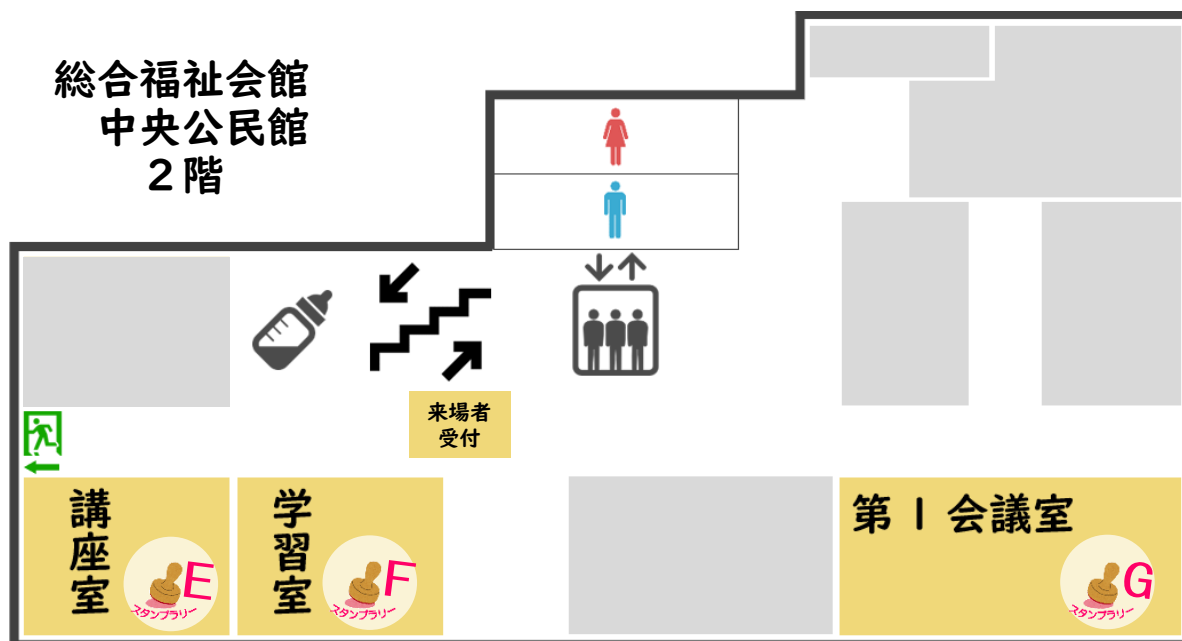 総合福祉会館
中央公民館
２階
来場者
受付
講座室
E
スタンプラリー
学習室
F
スタンプラリー
第１会議室
G
スタンプラリー